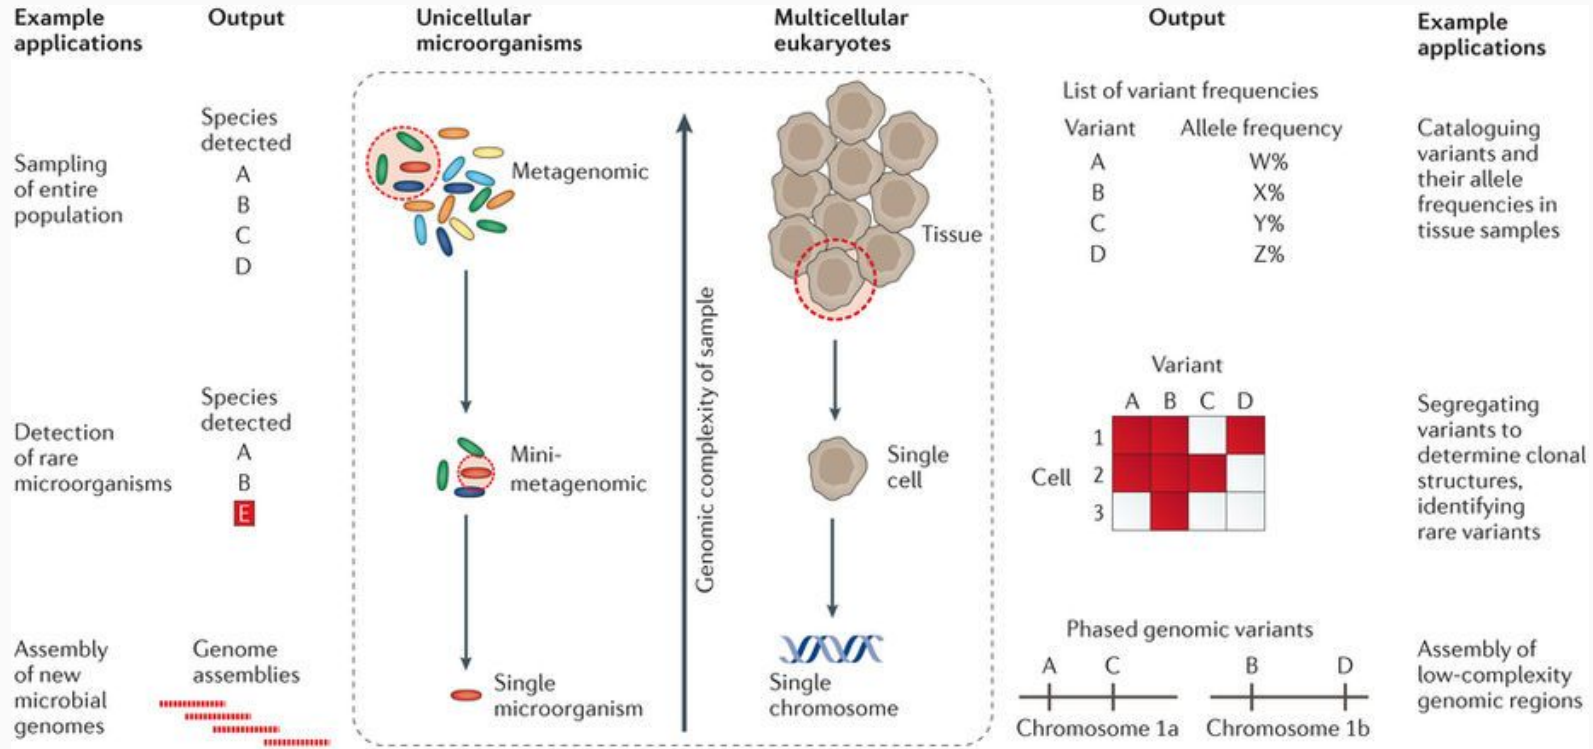 Example
applications
Output
Unicellular
microorganisms
Multicellular
eukaryotes
Output
Example
applications
Sampling
of entire
population
Species
detected
A
B
C
D
Metagenomic
Tissue
List of variant frequencies
Variant Allele frequency
A W%
B X%
C Y%
D Z%
Cataloguing
variants and
their allele
frequencies in
tissue samples
Genomic complexity of sample
Detection
of rare
microorganisms
Species
detected
A
B
E
Mini-
metagenomic
Single
cell
Variant
A B C D
1
Cell 2
3
Segregating
variants to
determine clonal
structures,
identifying
rare variants
Assembly
of new
microbial
genomes
Genome
assemblies
Single
microorganism
Single
chromosome
Phased genomic variants
A C B D
Chromosome 1a Chromosome 1b
Assembly of
low-complexity
genomic regions